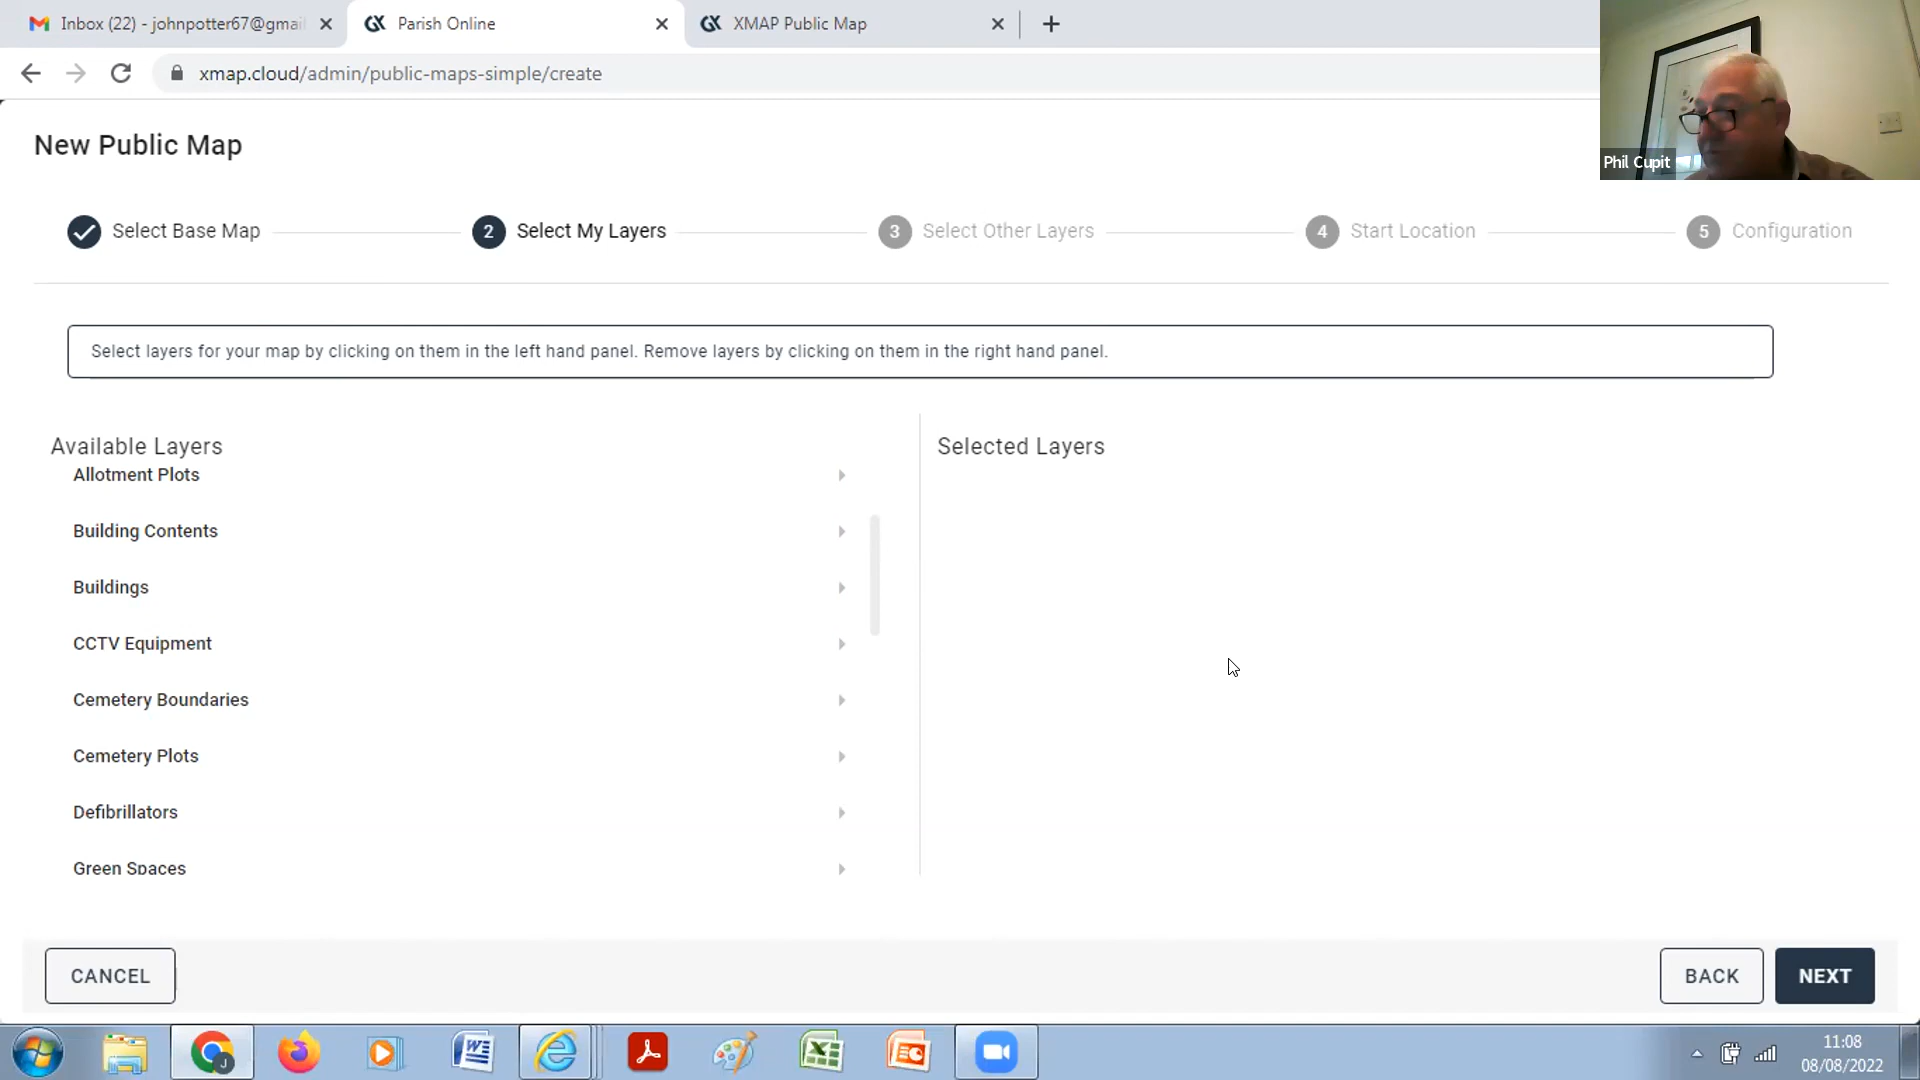 Inbox (22) - johnpotter67@gmai
Parish Online
XMAP Public Map
xmap.cloud/admin/public-maps-simple/create
Phil Cupit
New Public Map
Select Base Map
2 Select My Layers
3 Select Other Layers
4 Start Location
5 Configuration
Select layers for your map by clicking on them in the left hand panel. Remove layers by clicking on them in the right hand panel.
Available Layers
Selected Layers
Allotment Plots
Building Contents
Buildings
CCTV Equipment
Cemetery Boundaries
Cemetery Plots
Defibrillators
Green Spaces
CANCEL
BACK
NEXT
J
11:08
08/08/2022